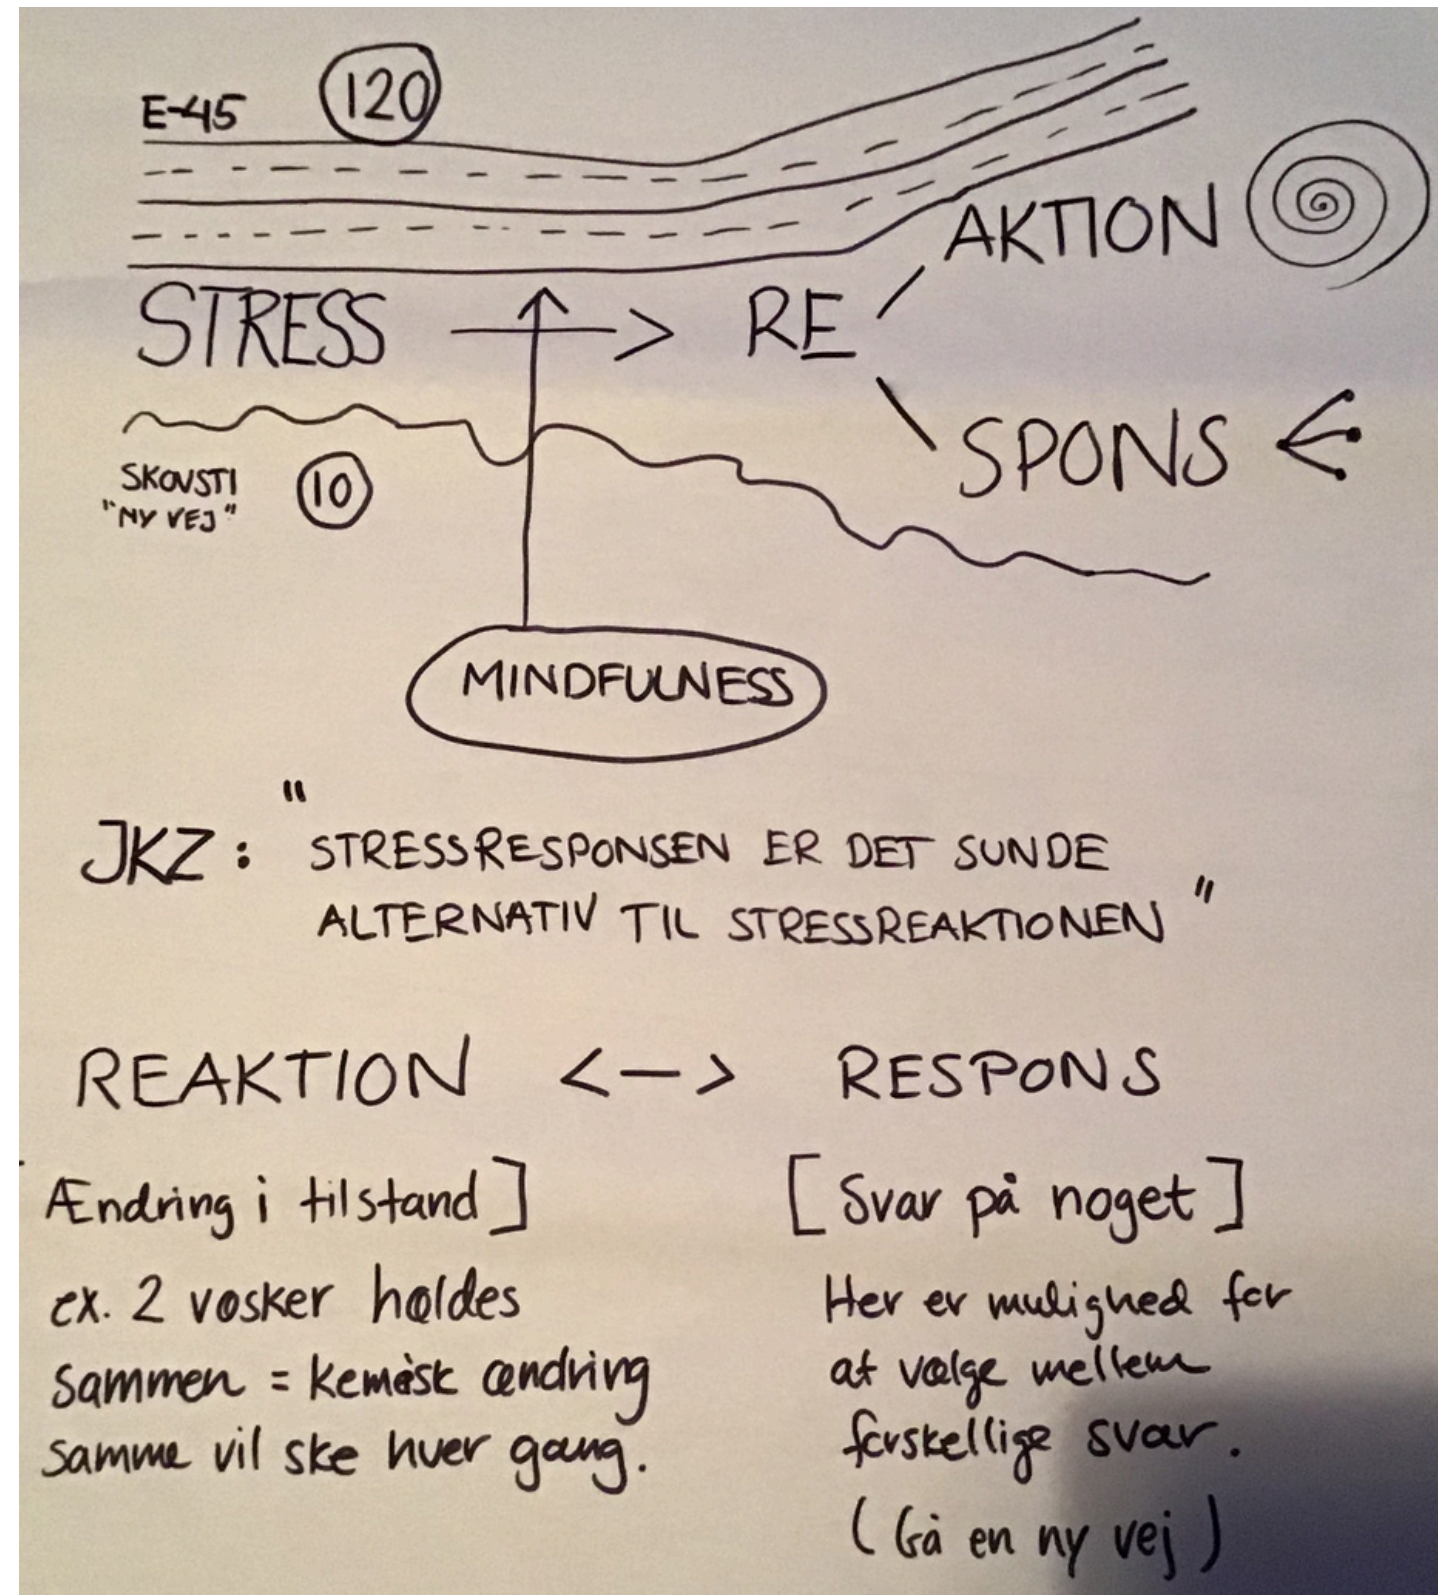 E-45 120
AKTION
STRESS -> RE
SPONS
SKOVSTI 10
"NY VEJ"
MINDFULNESS
JKZ: "STRESSRESPONSEN ER DET SUNDE
ALTERNATIV TIL STRESSREAKTIONEN"
REAKTION <-> RESPONS
Ændring i tilstand]
ex. 2 væsker hældes
sammen = kemisk ændring
samme vil ske hver gang.
[Svar på noget]
Her er mulighed for
at vælge mellem
forskellige svar.
(Gå en ny vej)